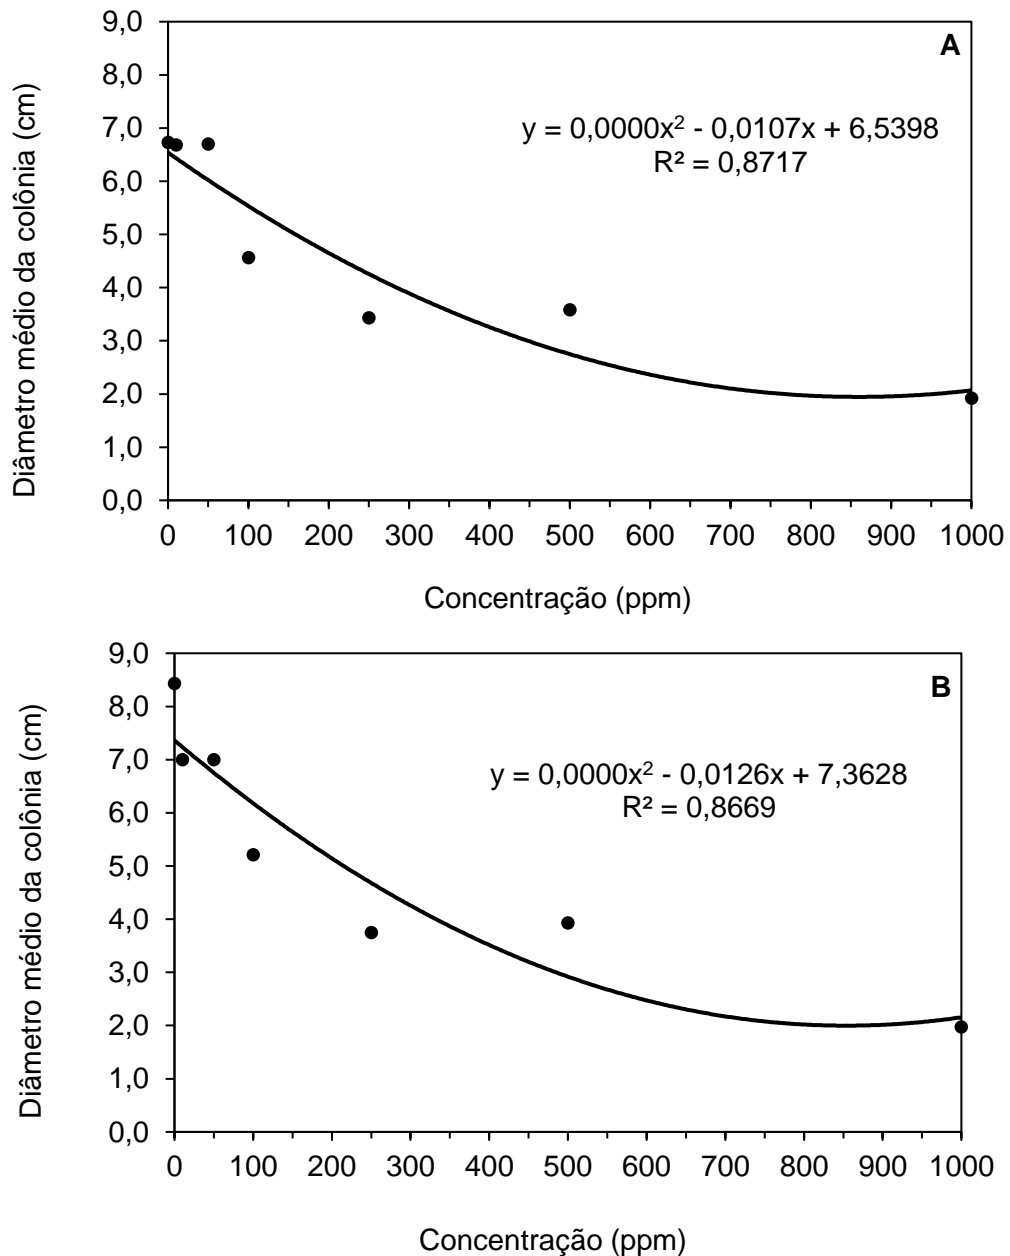 9,0
A
8,0
7,0
y = 0,0000x² - 0,0107x + 6,5398
R² = 0,8717
6,0
5,0
4,0
3,0
2,0
1,0
0,0
Diâmetro médio da colônia (cm)
0 100 200 300 400 500 600 700 800 900 1000
Concentração (ppm)
9,0
B
8,0
7,0
y = 0,0000x² - 0,0126x + 7,3628
R² = 0,8669
6,0
5,0
4,0
3,0
2,0
1,0
0,0
Diâmetro médio da colônia (cm)
0 100 200 300 400 500 600 700 800 900 1000
Concentração (ppm)